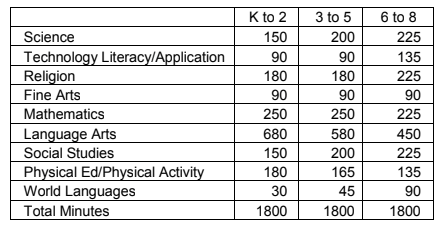 K to 2 3 to 5 6 to 8
Science 150 200 225
Technology Literacy/Application 90 90 135
Religion 180 180 225
Fine Arts 90 90 90
Mathematics 250 250 225
Language Arts 680 580 450
Social Studies 150 200 225
Physical Ed/Physical Activity 180 165 135
World Languages 30 45 90
Total Minutes 1800 1800 1800